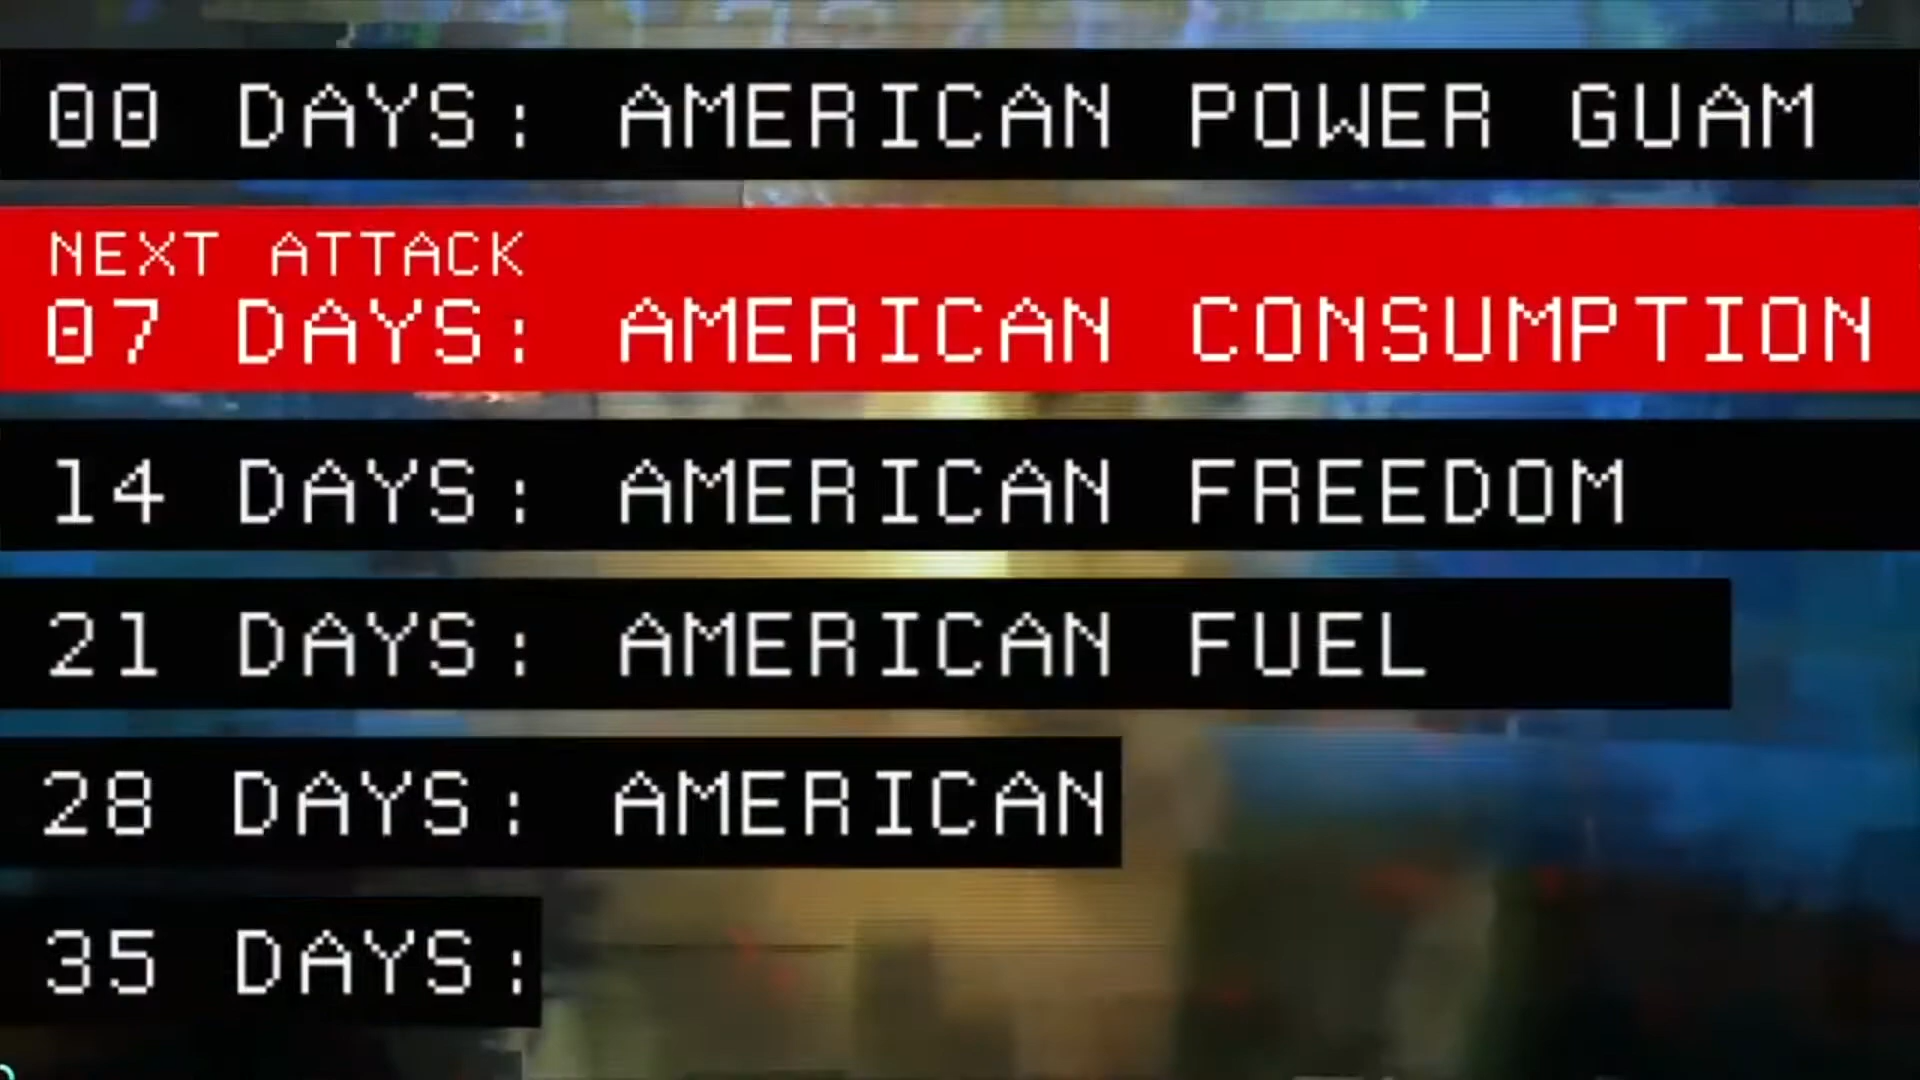 00 DAYS: AMERICAN POWER GUAM
NEXT ATTACK
07 DAYS: AMERICAN CONSUMPTION
14 DAYS: AMERICAN FREEDOM
21 DAYS: AMERICAN FUEL
28 DAYS: AMERICAN
35 DAYS: